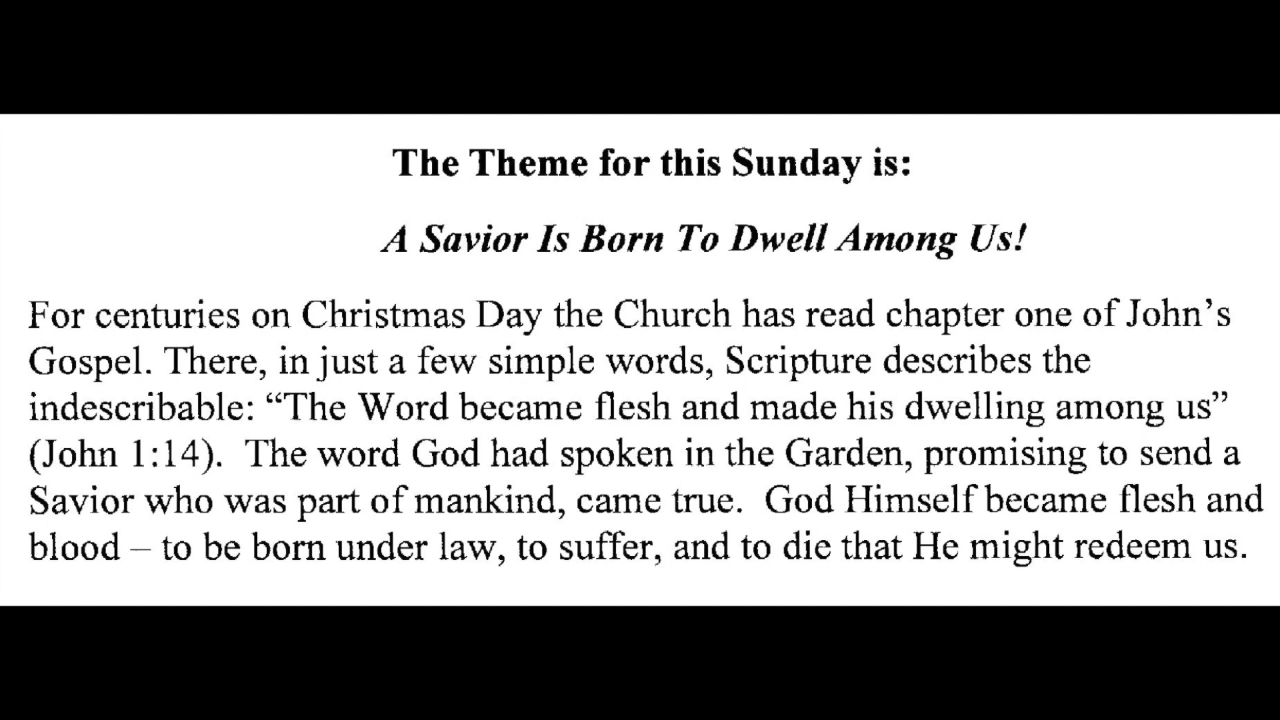 The Theme for this Sunday is:
A Savior Is Born To Dwell Among Us!
For centuries on Christmas Day the Church has read chapter one of John’s
Gospel. There, in just a few simple words, Scripture describes the
indescribable: “The Word became flesh and made his dwelling among us”
(John 1:14).  The word God had spoken in the Garden, promising to send a
Savior who was part of mankind, came true.  God Himself became flesh and
blood – to be born under law, to suffer, and to die that He might redeem us.